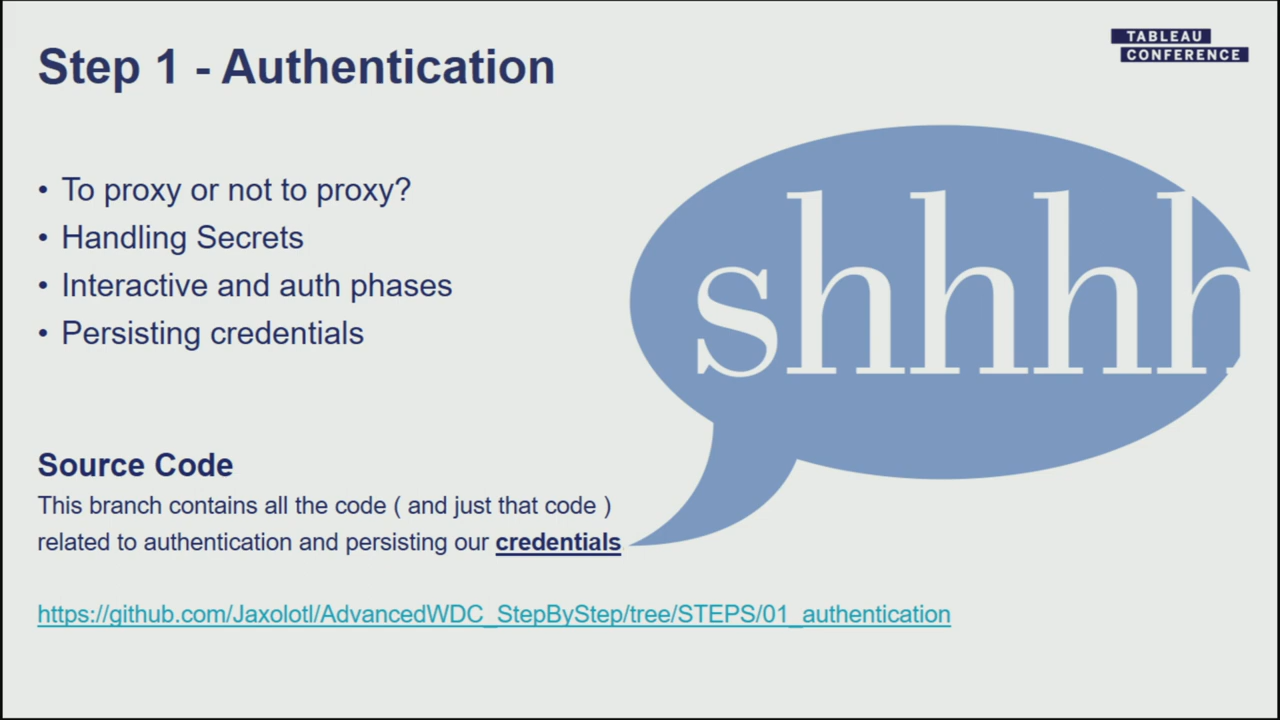 Step 1 - Authentication
TABLEAU
CONFERENCE
• To proxy or not to proxy?
• Handling Secrets
• Interactive and auth phases
• Persisting credentials
shhhh
Source Code
This branch contains all the code ( and just that code )
related to authentication and persisting our credentials
https://github.com/Jaxolotl/AdvancedWDC_StepByStep/tree/STEPS/01_authentication